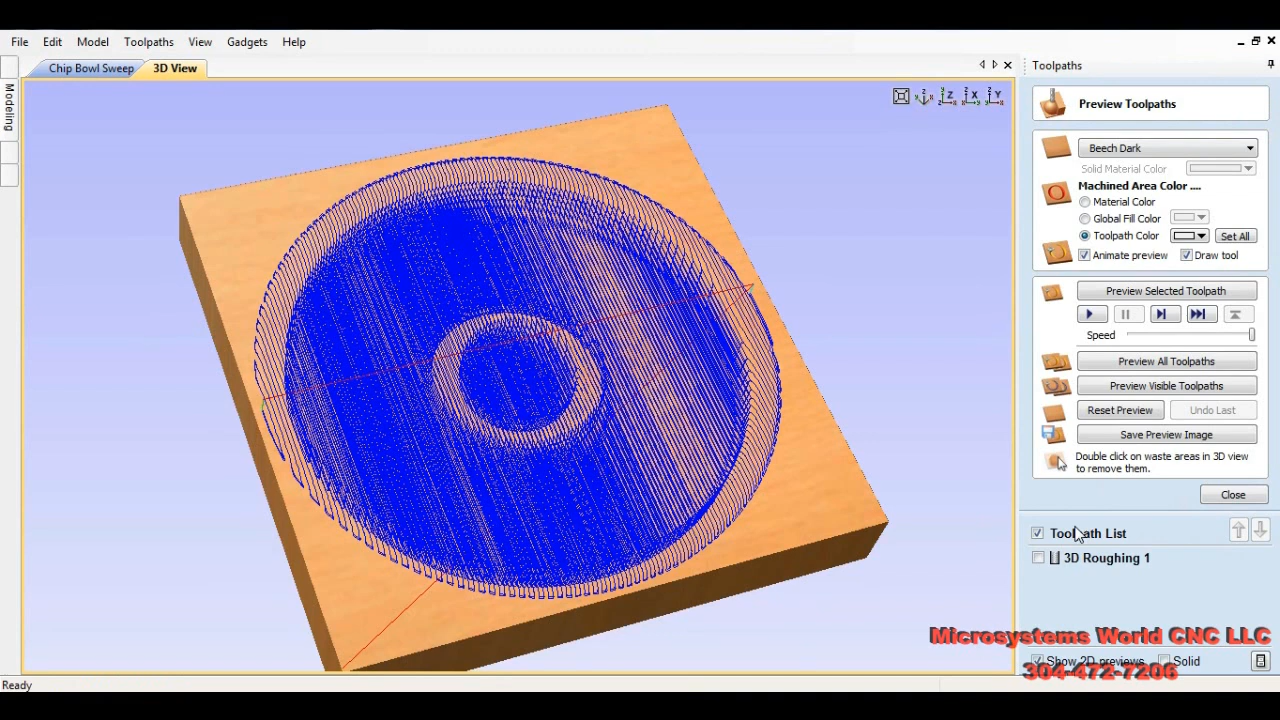 File Edit Model Toolpaths View Gadgets Help
Chip Bowl Sweep 3D View
Modeling
Toolpaths
Preview Toolpaths
Beech Dark
Solid Material Color
Machined Area Color ....
Material Color
Global Fill Color
Toolpath Color Set All
Animate preview Draw tool
Preview Selected Toolpath
Speed
Preview All Toolpaths
Preview Visible Toolpaths
Reset Preview Undo Last
Save Preview Image
Double click on waste areas in 3D view
to remove them.
Close
Toolpath List
3D Roughing 1
Microsystems World CNC LLC
Show 2D previews Solid
304-472-7206
Ready